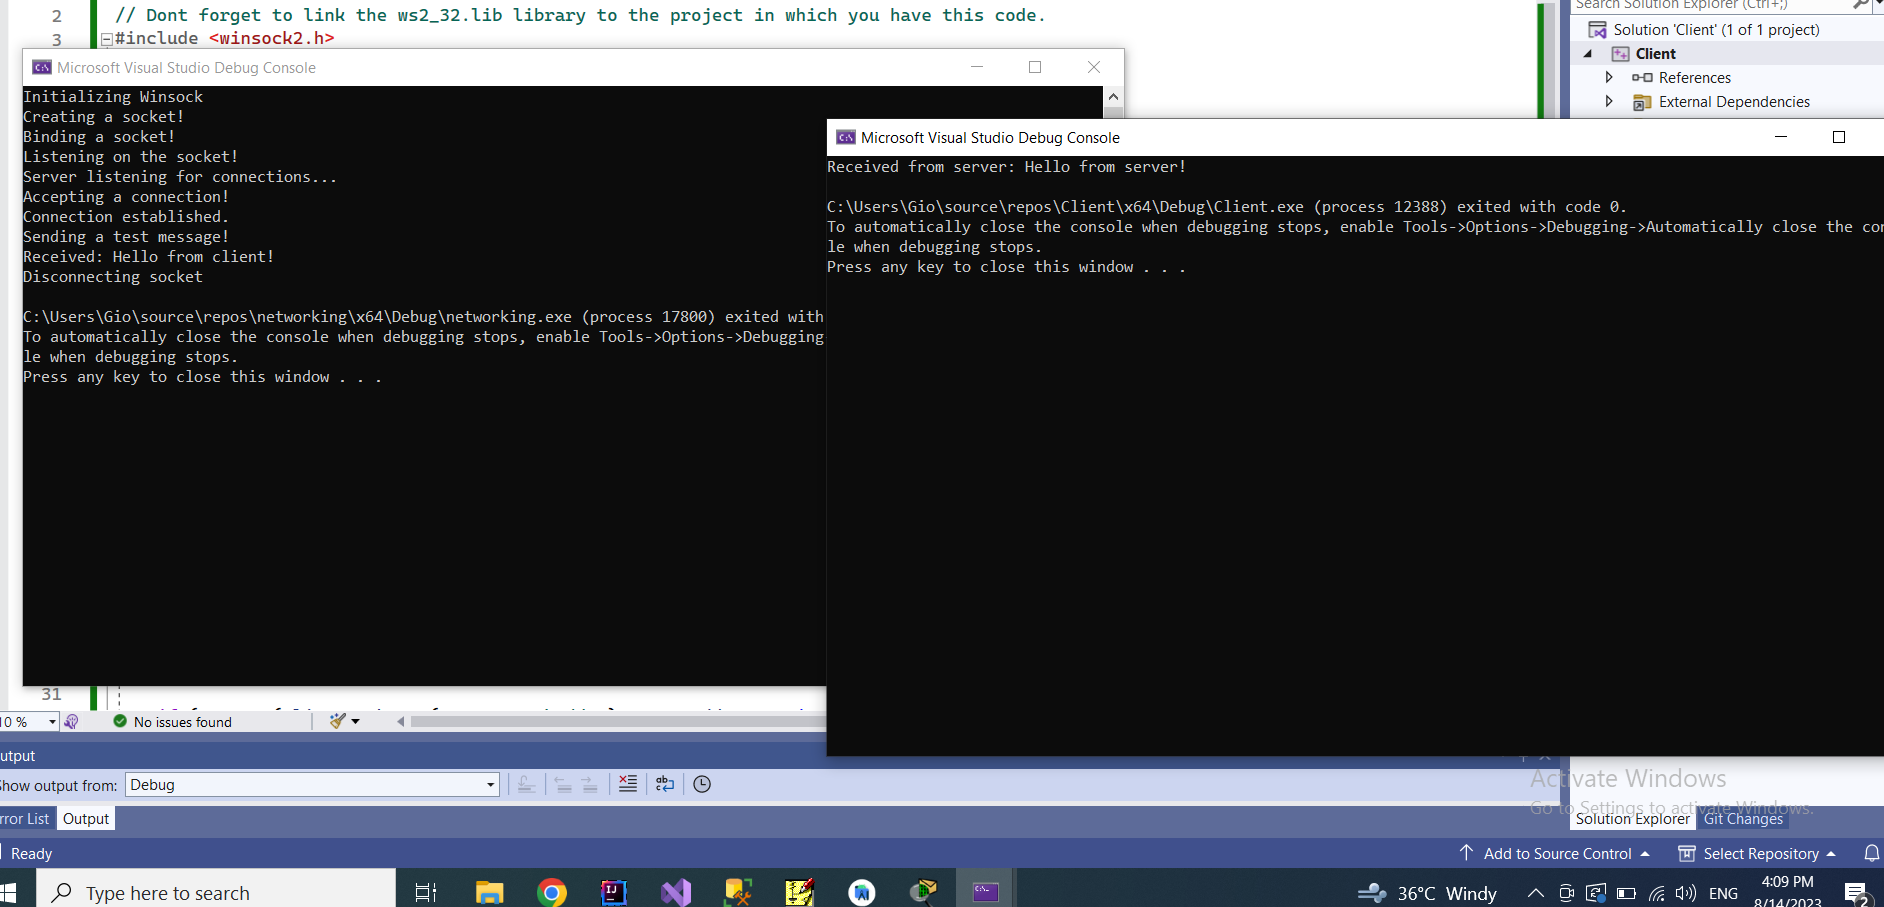 2 // Dont forget to link the ws2_32.lib library to the project in which you have this code.
3 #include <winsock2.h>
Search Solution Explorer (Ctrl+;)
Solution 'Client' (1 of 1 project)
Client
References
External Dependencies
Microsoft Visual Studio Debug Console
Initializing Winsock
Creating a socket!
Binding a socket!
Listening on the socket!
Server listening for connections...
Accepting a connection!
Connection established.
Sending a test message!
Received: Hello from client!
Disconnecting socket
C:\Users\Gio\source\repos\networking\x64\Debug\networking.exe (process 17800) exited with
To automatically close the console when debugging stops, enable Tools->Options->Debugging
le when debugging stops.
Press any key to close this window . . .
Microsoft Visual Studio Debug Console
Received from server: Hello from server!
C:\Users\Gio\source\repos\Client\x64\Debug\Client.exe (process 12388) exited with code 0.
To automatically close the console when debugging stops, enable Tools->Options->Debugging->Automatically close the con
le when debugging stops.
Press any key to close this window . . .
31
10 %
No issues found
utput
how output from: Debug
rror List Output
Activate Windows
Go to Settings to activate Windows.
Solution Explorer Git Changes
Ready
Add to Source Control
Select Repository
Type here to search
36°C Windy
ENG
4:09 PM
8/14/2023
2